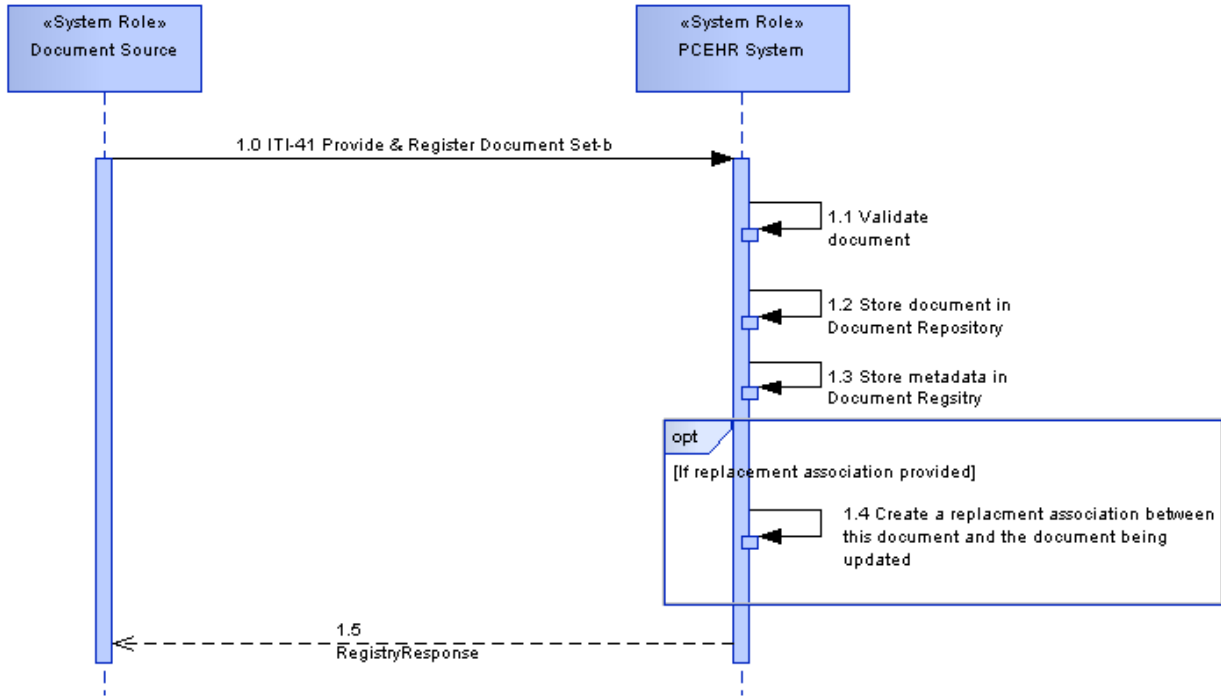 «System Role»
Document Source
«System Role»
PCEHR System
1.0 ITI-41 Provide & Register Document Set-b
1.1 Validate
document
1.2 Store document in
Document Repository
1.3 Store metadata in
Document Regsitry
opt
[If replacement association provided]
1.4 Create a replacment association between
this document and the document being
updated
1.5
RegistryResponse